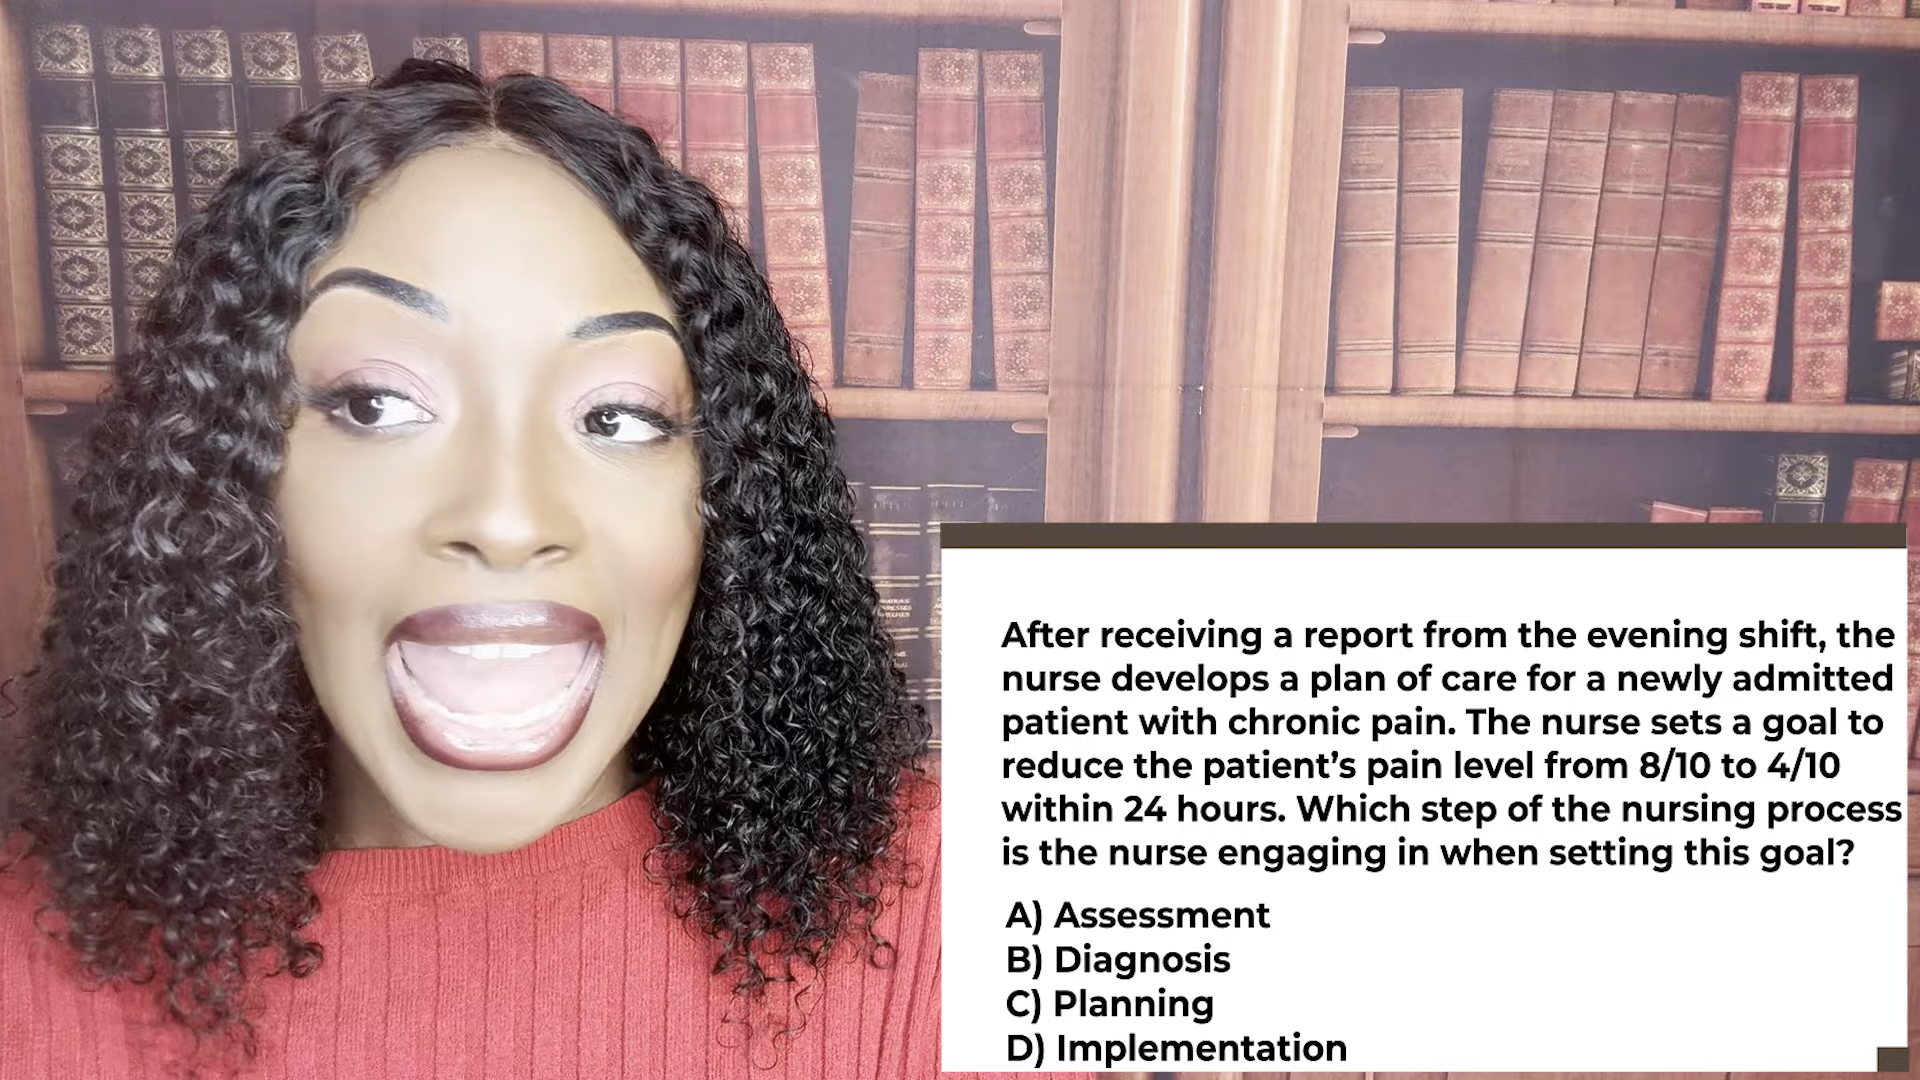 After receiving a report from the evening shift, the
nurse develops a plan of care for a newly admitted
patient with chronic pain. The nurse sets a goal to
reduce the patient’s pain level from 8/10 to 4/10
within 24 hours. Which step of the nursing process
is the nurse engaging in when setting this goal?
A) Assessment
B) Diagnosis
C) Planning
D) Implementation